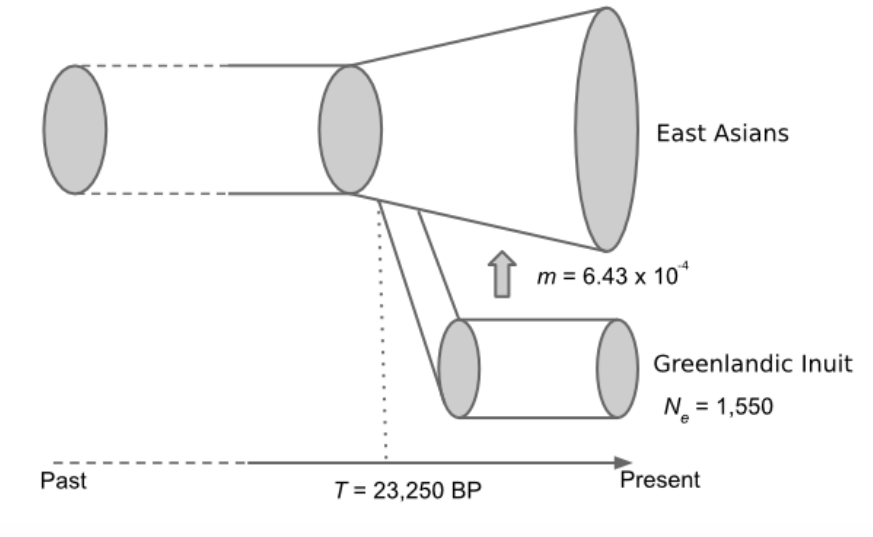 East Asians
m = 6.43 x 10⁻⁴
Greenlandic Inuit
Nₑ = 1,550
Past
T = 23,250 BP
Present